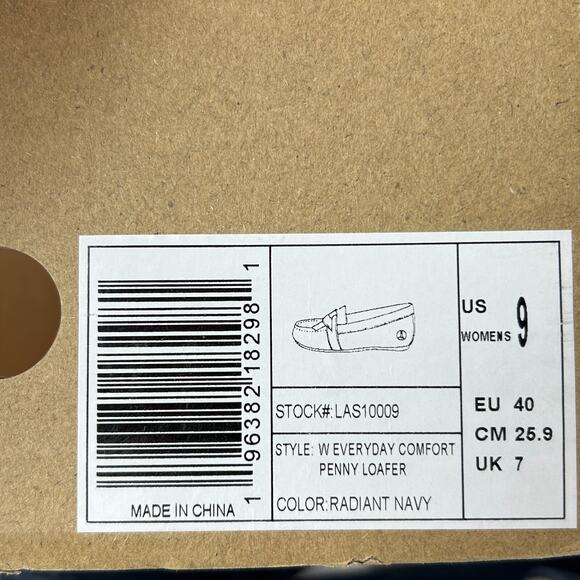 1 96382 18298 1
MADE IN CHINA
STOCK#:LAS10009
STYLE: W EVERYDAY COMFORT
PENNY LOAFER
COLOR:RADIANT NAVY
US
WOMENS 9
EU 40
CM 25.9
UK 7